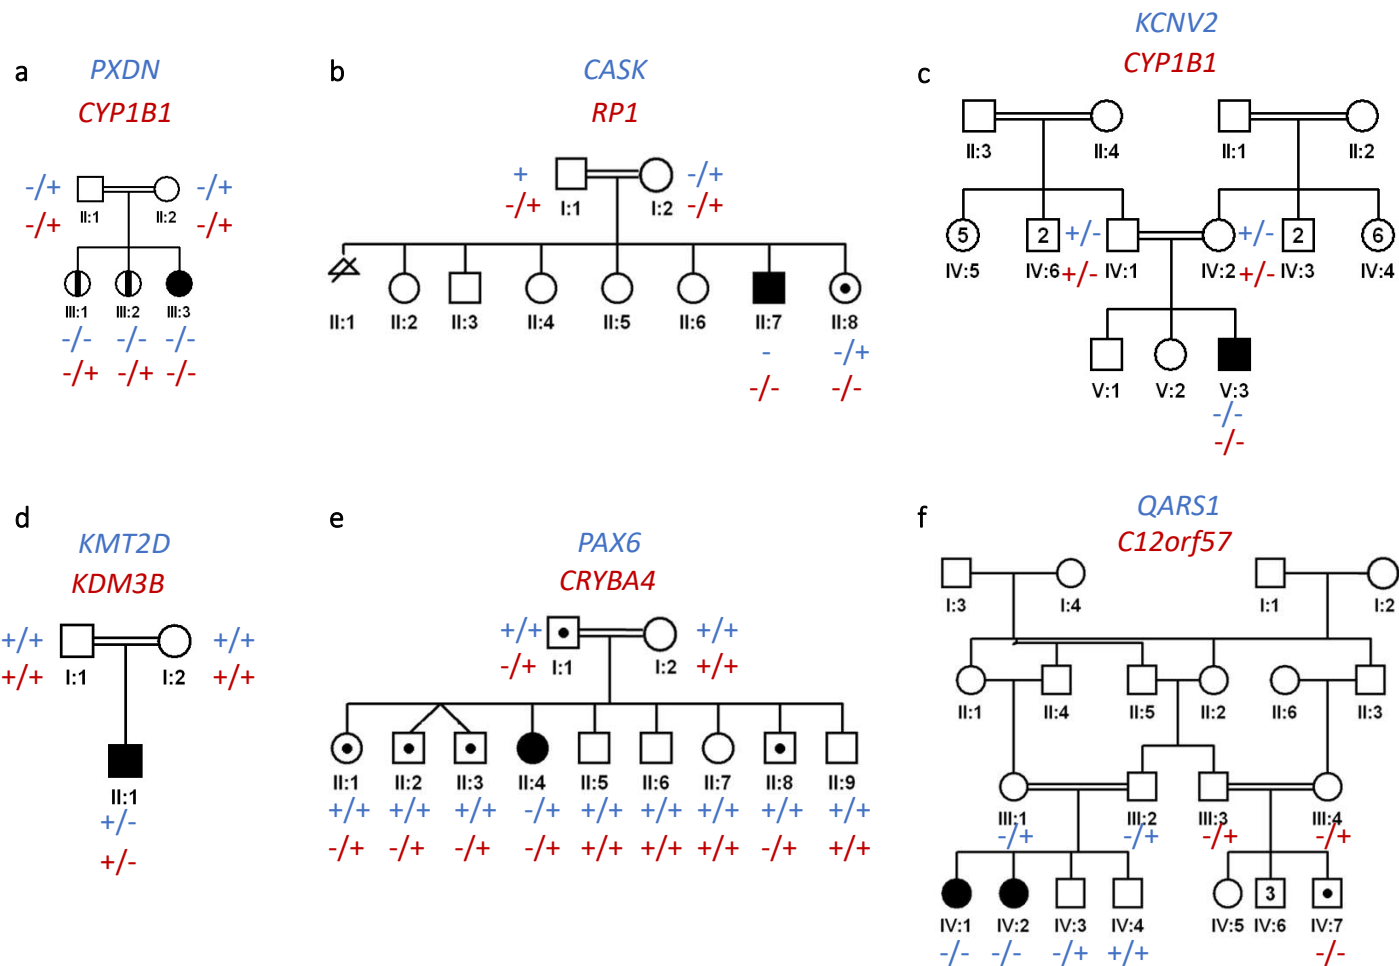 a
PXDN
CYP1B1
-/+
-/+
II:1
II:2
-/+
-/+
III:1
III:2
III:3
-/-
-/-
-/-
-/+
-/+
-/-
b
CASK
RP1
+
-/+
I:1
I:2
-/+
-/+
II:1
II:2
II:3
II:4
II:5
II:6
II:7
II:8
-
-/+
-/-
-/-
c
KCNV2
CYP1B1
II:3
II:4
II:1
II:2
5
2
+/-
+/-
2
6
IV:5
IV:6
+/-
IV:1
IV:2
+/-
IV:3
IV:4
V:1
V:2
V:3
-/-
-/-
d
KMT2D
KDM3B
+/+
+/+
I:1
I:2
+/+
+/+
II:1
+/-
+/-
e
PAX6
CRYBA4
+/+
-/+
I:1
I:2
+/+
+/+
II:1
II:2
II:3
II:4
II:5
II:6
II:7
II:8
II:9
+/+
+/+
+/+
-/+
+/+
+/+
+/+
+/+
+/+
-/+
-/+
-/+
-/+
+/+
+/+
+/+
-/+
+/+
f
QARS1
C12orf57
I:3
I:4
I:1
I:2
II:1
II:4
II:5
II:2
II:6
II:3
III:1
III:2
III:3
III:4
-/+
-/+
-/+
-/+
3
IV:1
IV:2
IV:3
IV:4
IV:5
IV:6
IV:7
-/-
-/-
-/+
+/+
-/-